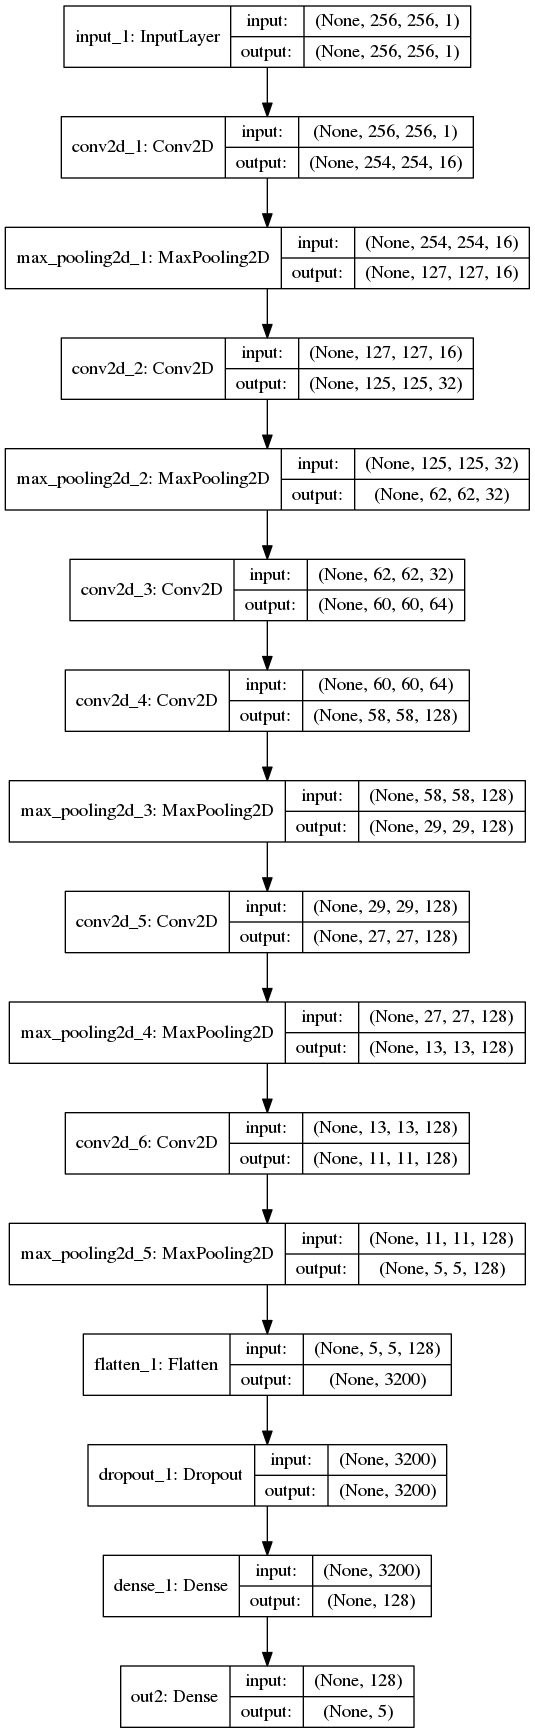 input_1: InputLayer
input: (None, 256, 256, 1)
output: (None, 256, 256, 1)
conv2d_1: Conv2D
input: (None, 256, 256, 1)
output: (None, 254, 254, 16)
max_pooling2d_1: MaxPooling2D
input: (None, 254, 254, 16)
output: (None, 127, 127, 16)
conv2d_2: Conv2D
input: (None, 127, 127, 16)
output: (None, 125, 125, 32)
max_pooling2d_2: MaxPooling2D
input: (None, 125, 125, 32)
output: (None, 62, 62, 32)
conv2d_3: Conv2D
input: (None, 62, 62, 32)
output: (None, 60, 60, 64)
conv2d_4: Conv2D
input: (None, 60, 60, 64)
output: (None, 58, 58, 128)
max_pooling2d_3: MaxPooling2D
input: (None, 58, 58, 128)
output: (None, 29, 29, 128)
conv2d_5: Conv2D
input: (None, 29, 29, 128)
output: (None, 27, 27, 128)
max_pooling2d_4: MaxPooling2D
input: (None, 27, 27, 128)
output: (None, 13, 13, 128)
conv2d_6: Conv2D
input: (None, 13, 13, 128)
output: (None, 11, 11, 128)
max_pooling2d_5: MaxPooling2D
input: (None, 11, 11, 128)
output: (None, 5, 5, 128)
flatten_1: Flatten
input: (None, 5, 5, 128)
output: (None, 3200)
dropout_1: Dropout
input: (None, 3200)
output: (None, 3200)
dense_1: Dense
input: (None, 3200)
output: (None, 128)
out2: Dense
input: (None, 128)
output: (None, 5)